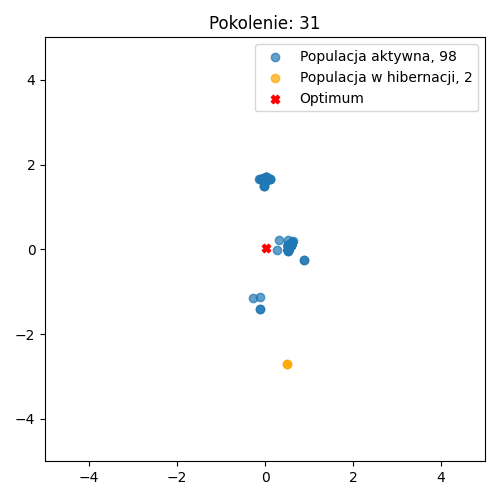 Pokolenie: 31
Populacja aktywna, 98
Populacja w hibernacji, 2
Optimum
4
2
0
−2
−4
−4
−2
0
2
4